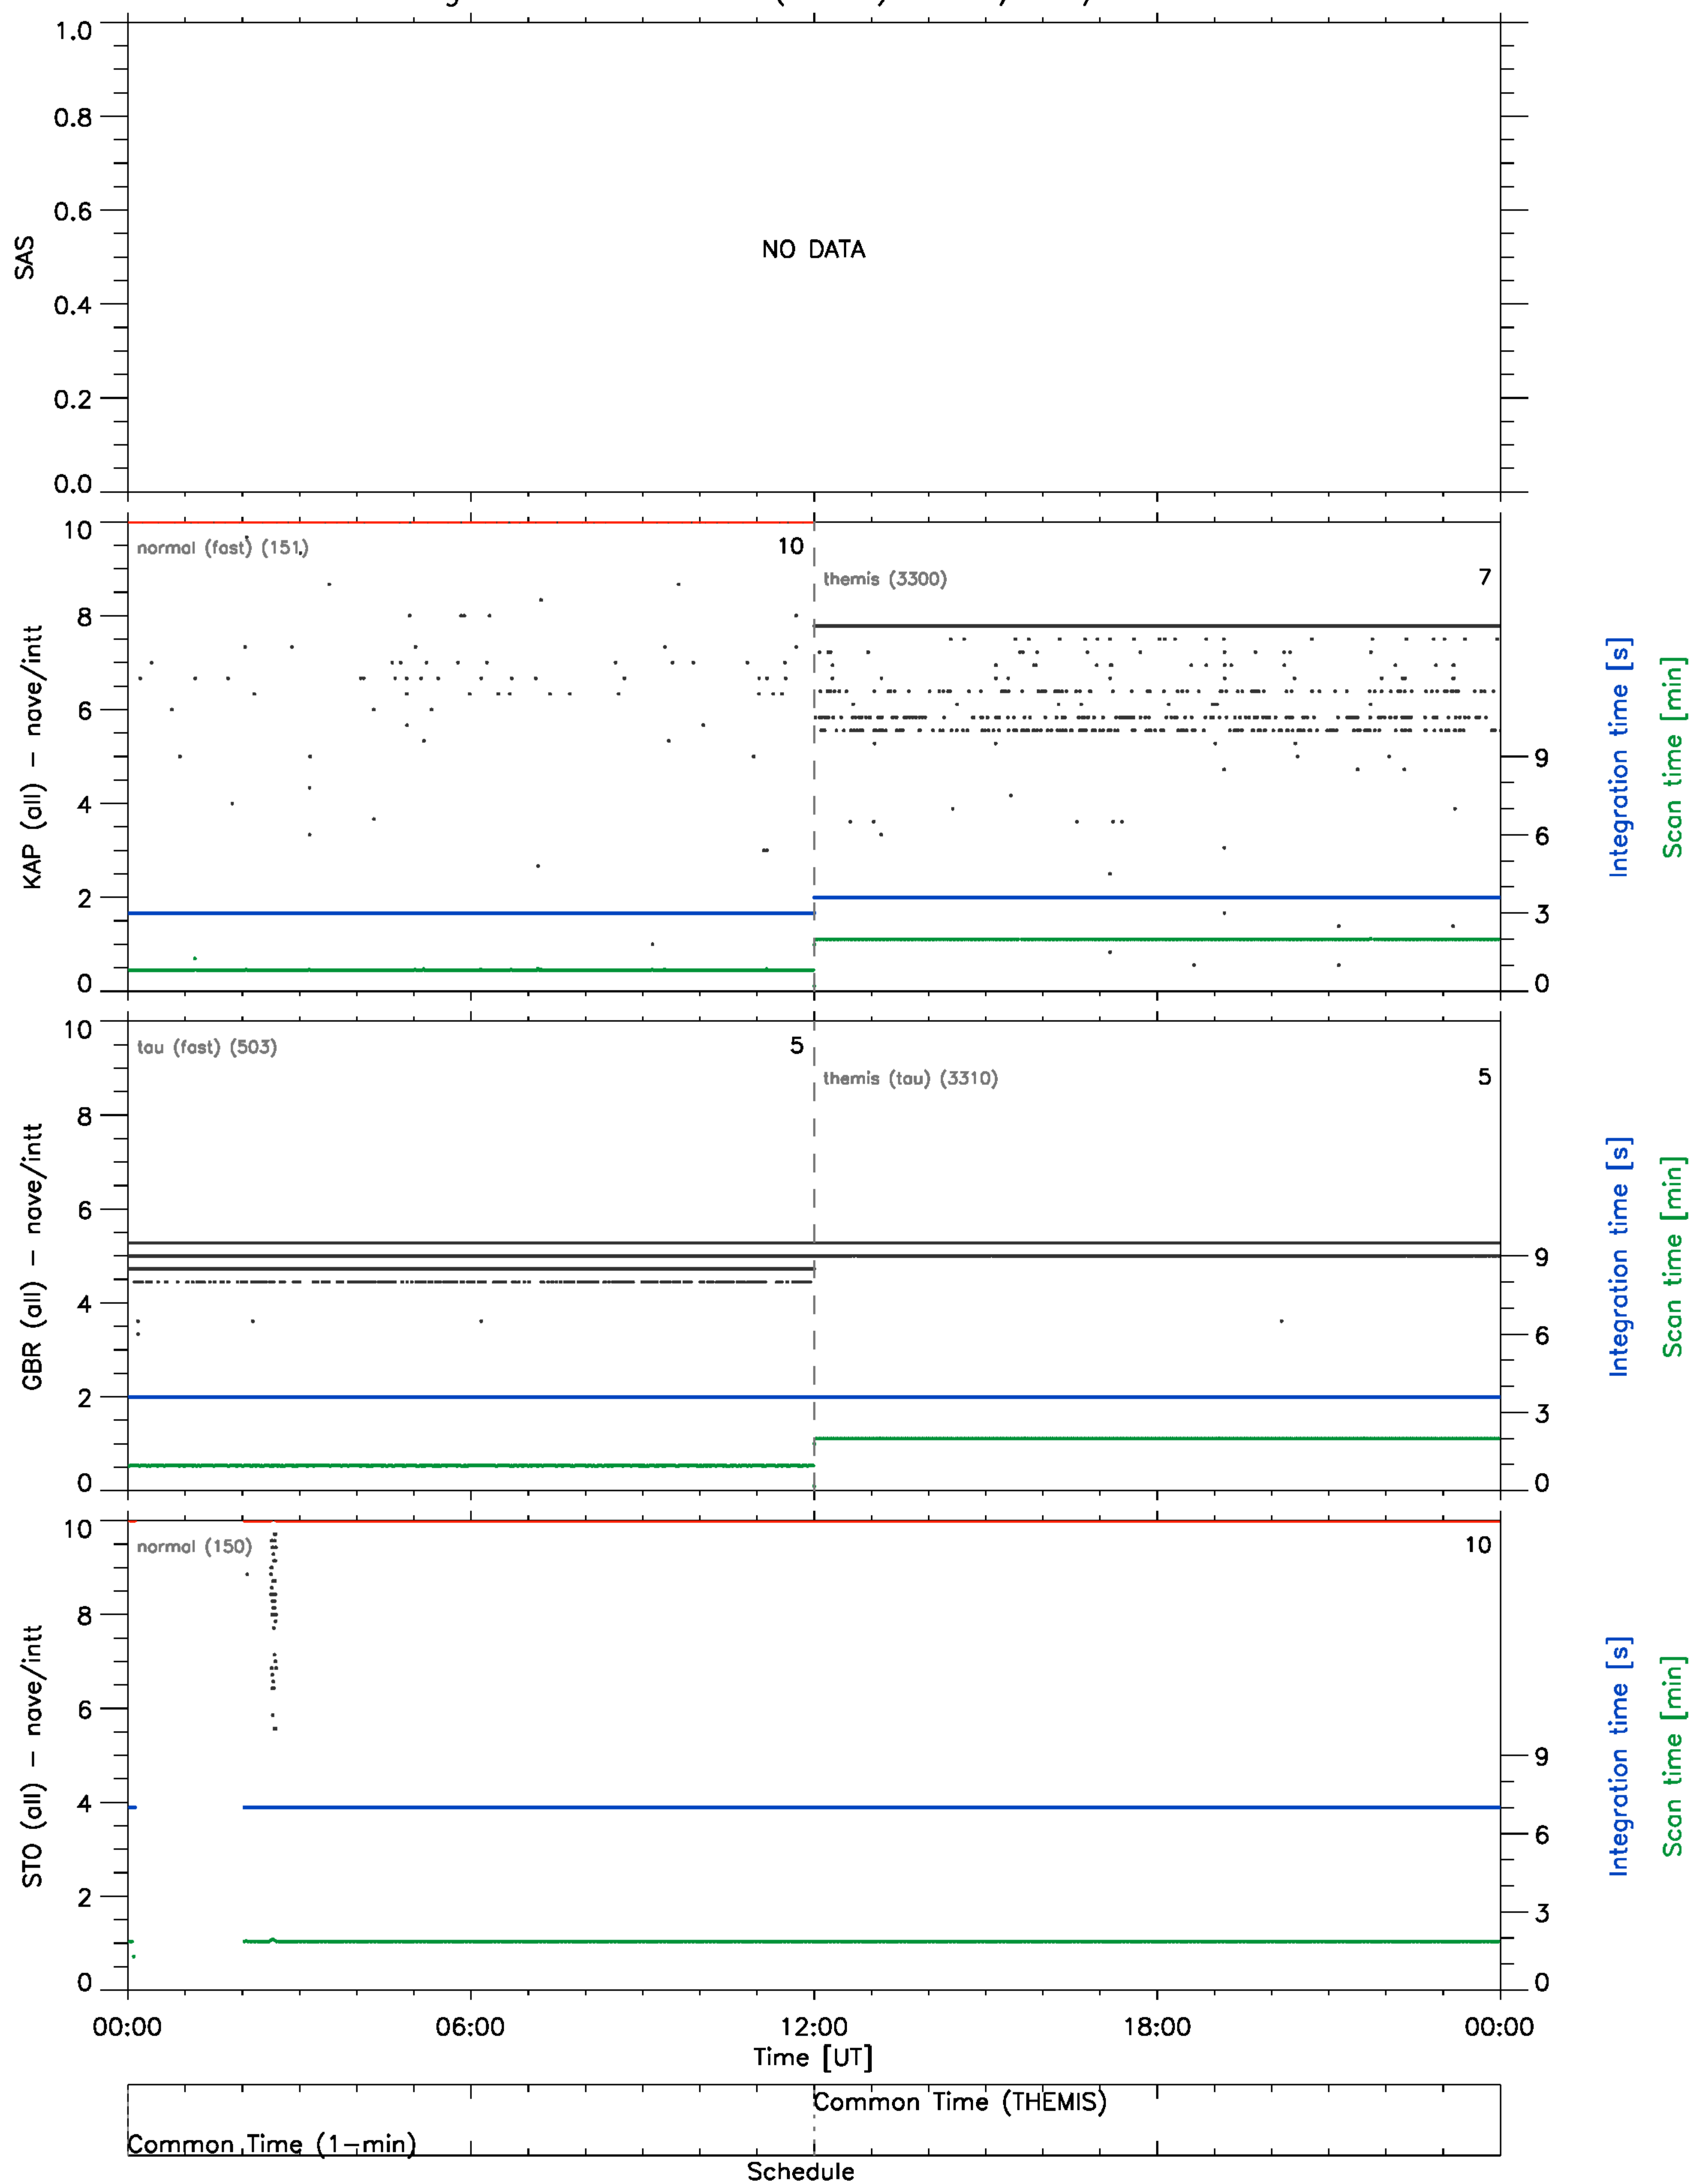 1.0
0.8
0.6
0.4
0.2
0.0
SAS
NO DATA
10
8
6
4
2
0
KAP (all) – nave/intt
normal (fast) (151)
10
themis (3300)
7
9
6
3
0
Integration time [s]
Scan time [min]
10
8
6
4
2
0
GBR (all) – nave/intt
tau (fast) (503)
5
themis (tau) (3310)
5
9
6
3
0
Integration time [s]
Scan time [min]
10
8
6
4
2
0
STO (all) – nave/intt
normal (150)
10
9
6
3
0
Integration time [s]
Scan time [min]
00:00 06:00 12:00 18:00 00:00
Time [UT]
Common Time (THEMIS)
Common Time (1–min)
Schedule